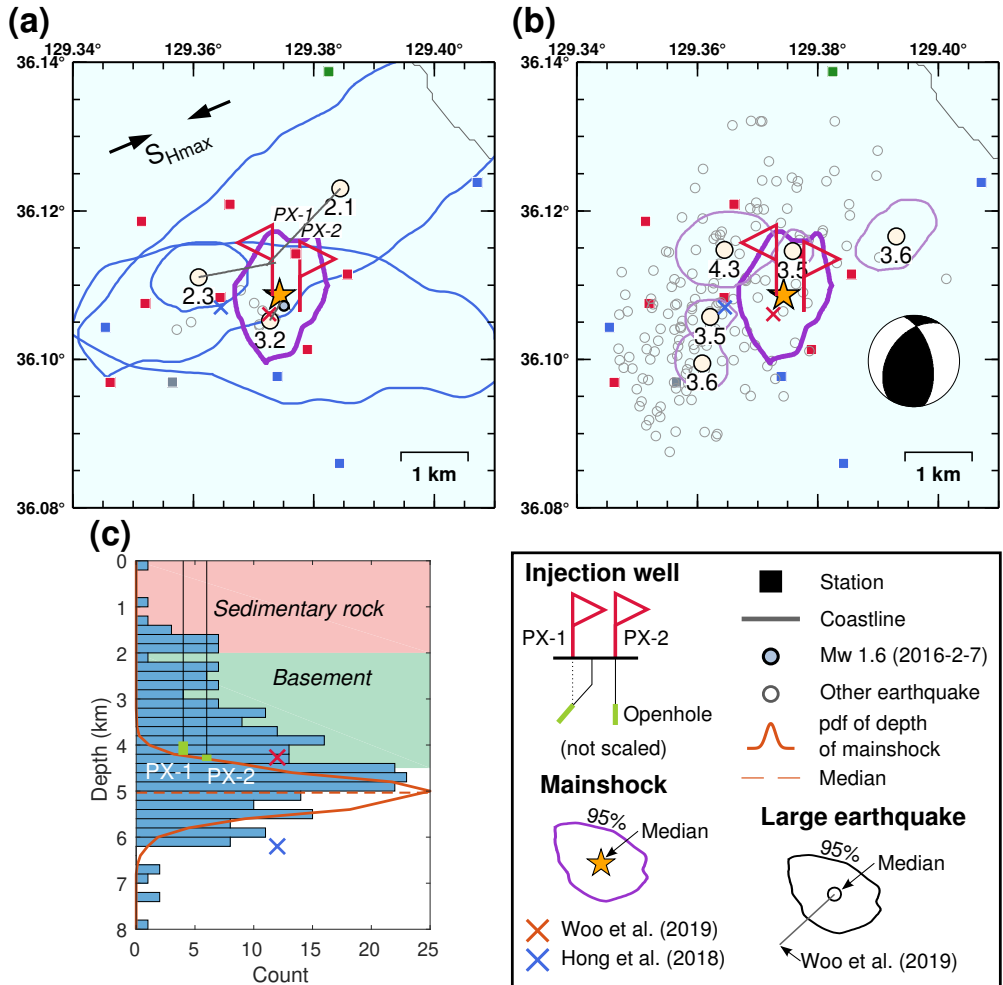 (a)
129.34° 129.36° 129.38° 129.40°
36.14°
36.12°
36.10°
36.08°
SHmax
PX-1
PX-2
2.1
2.3
3.2
1 km
(b)
129.34° 129.36° 129.38° 129.40°
36.14°
36.12°
36.10°
36.08°
4.3
3.5
3.6
3.5
3.6
1 km
(c)
0
1
2
3
4
5
6
7
8
Depth (km)
Sedimentary rock
Basement
PX-1
PX-2
0 5 10 15 20 25
Count
Injection well
PX-1
PX-2
Openhole
(not scaled)
Mainshock
95%
Median
Woo et al. (2019)
Hong et al. (2018)
Station
Coastline
Mw 1.6 (2016-2-7)
Other earthquake
pdf of depth
of mainshock
Median
Large earthquake
95%
Median
Woo et al. (2019)